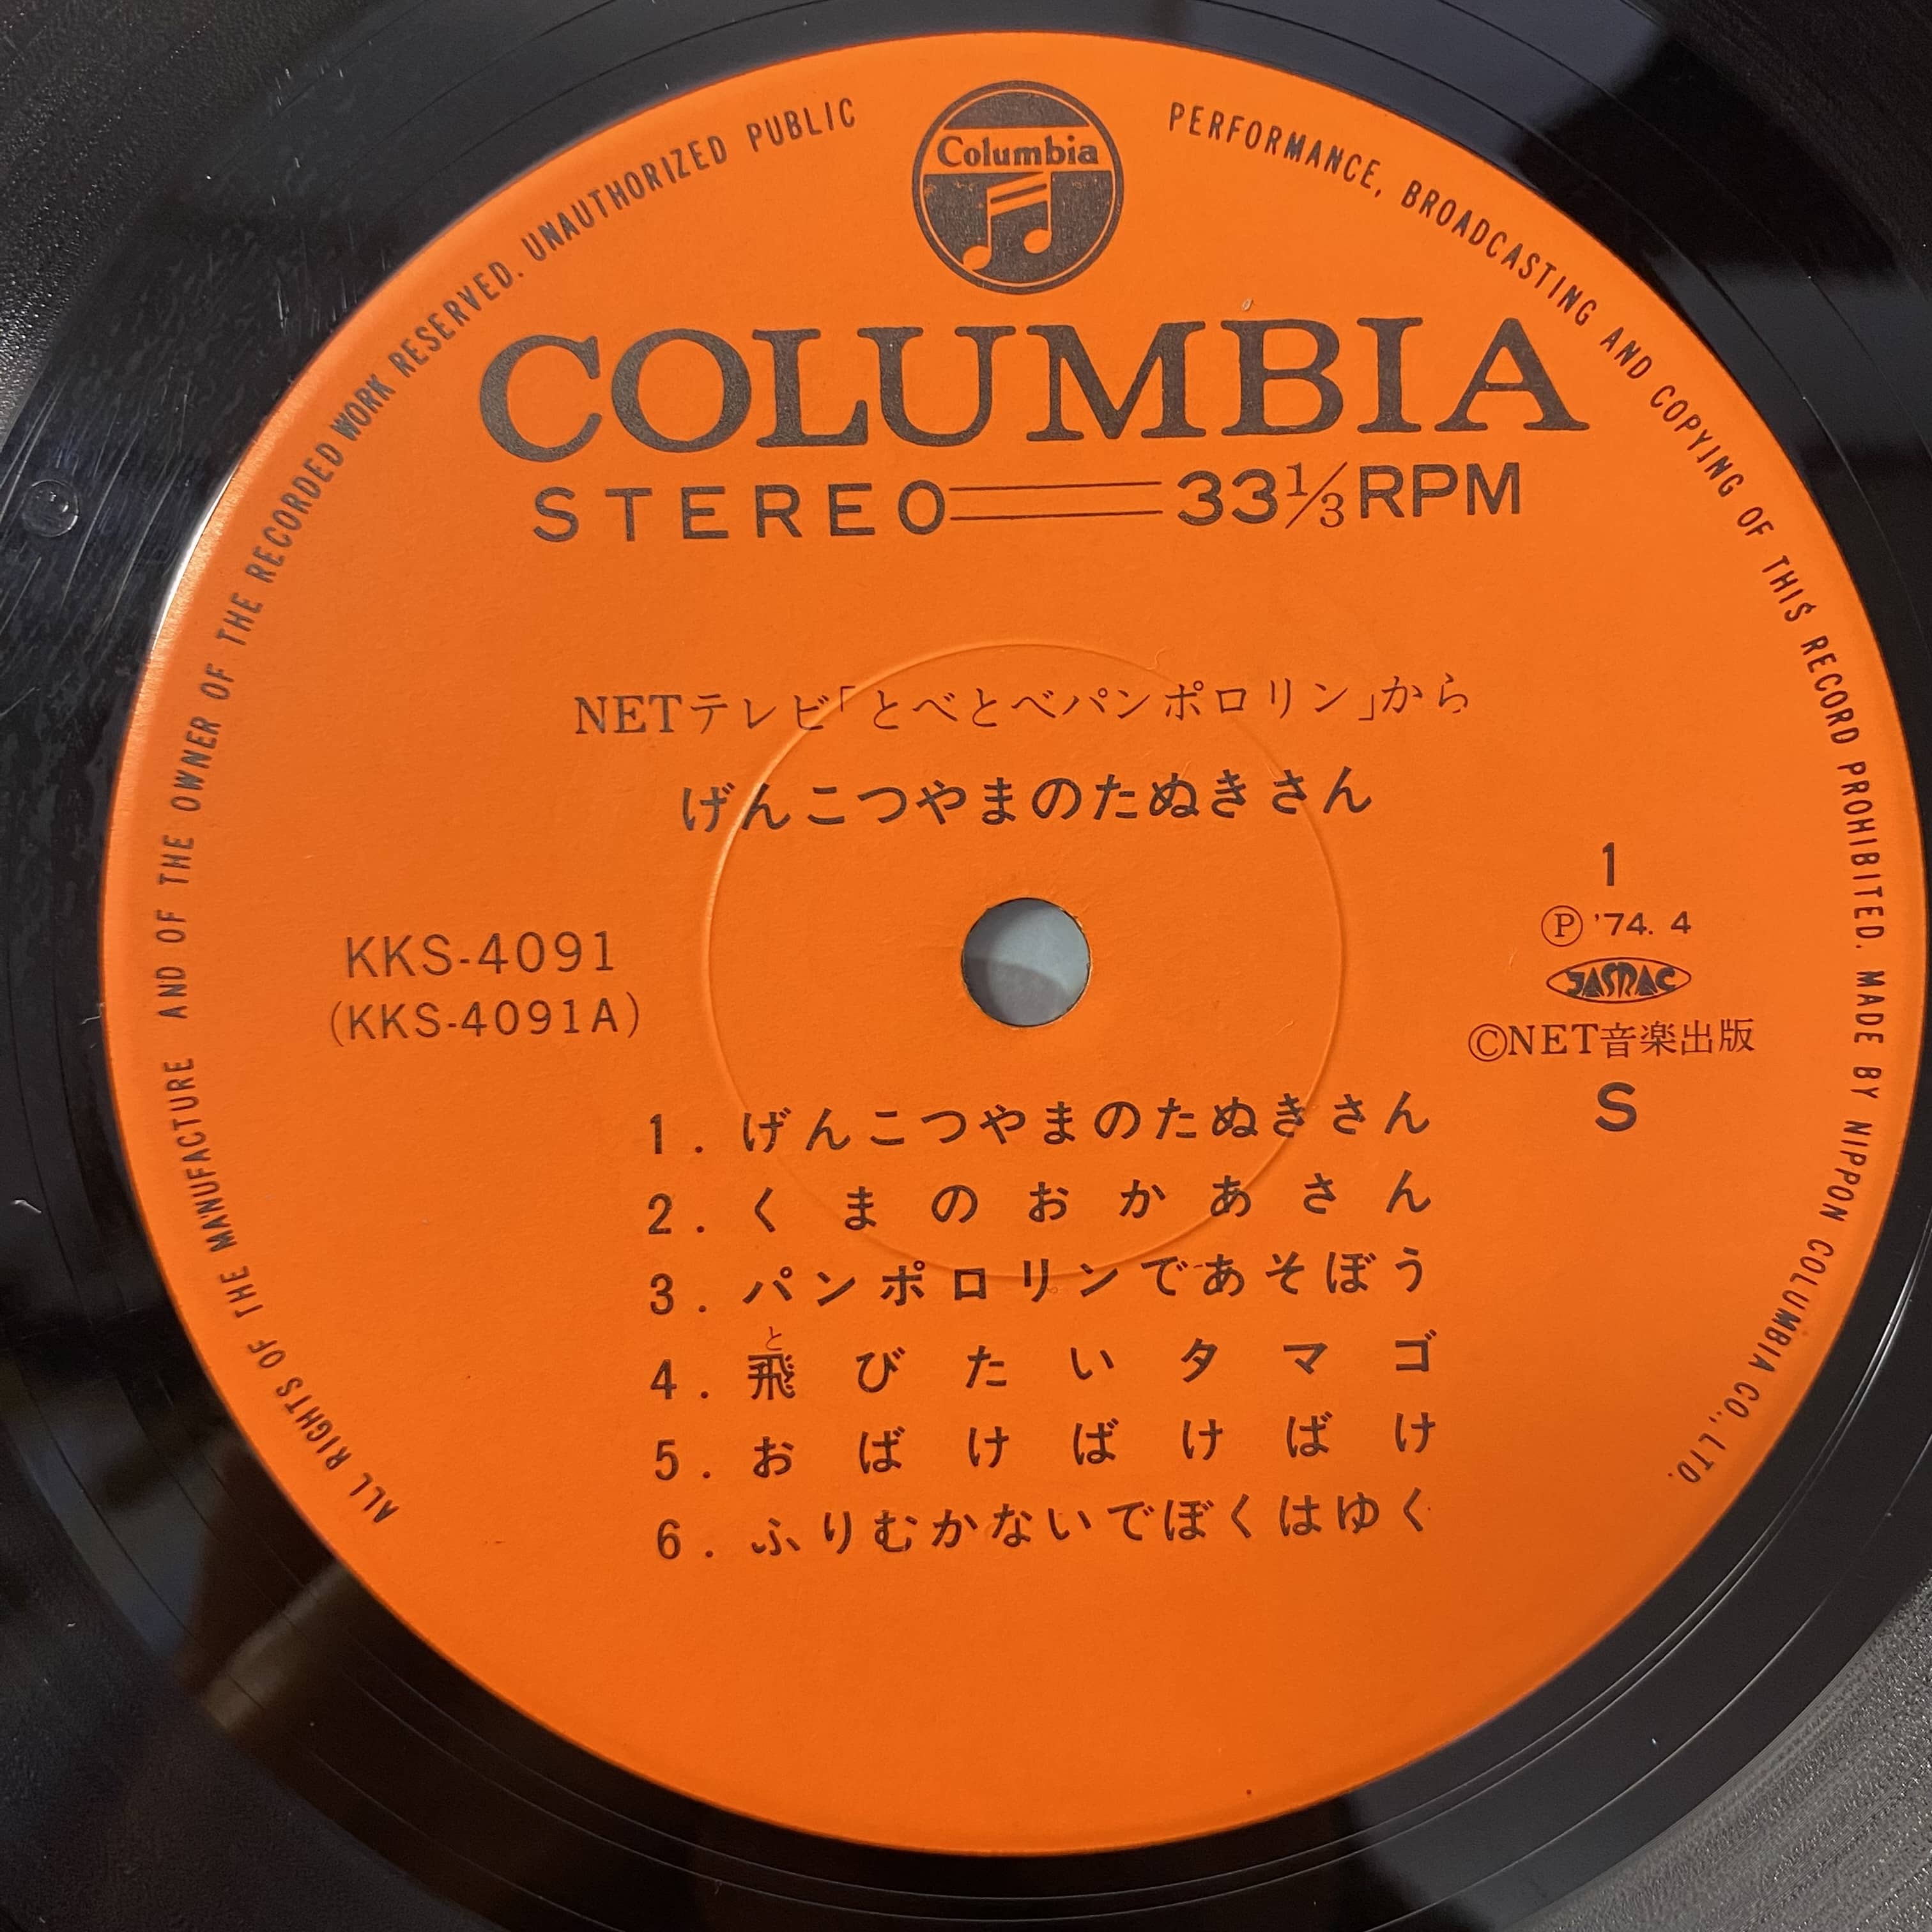 ALL RIGHTS OF THE MANUFACTURE AND OF THE OWNER OF THE RECORDED WORK RESERVED. UNAUTHORIZED PUBLIC PERFORMANCE, BROADCASTING AND COPYING OF THIS RECORD PROHIBITED. MADE BY NIPPON COLUMBIA CO., LTD.
Columbia
COLUMBIA
STEREO 33 1/3 RPM
NETテレビ「とべとべパンポロリン」から
げんこつやまのたぬきさん
1
KKS-4091
Ⓟ '74. 4
(KKS-4091A)
JASRAC
©NET音楽出版
S
1. げんこつやまのたぬきさん
2. くまのおかあさん
3. パンポロリンであそぼう
と
4. 飛びたいタマゴ
5. おばけばけばけ
6. ふりむかないでぼくはゆく